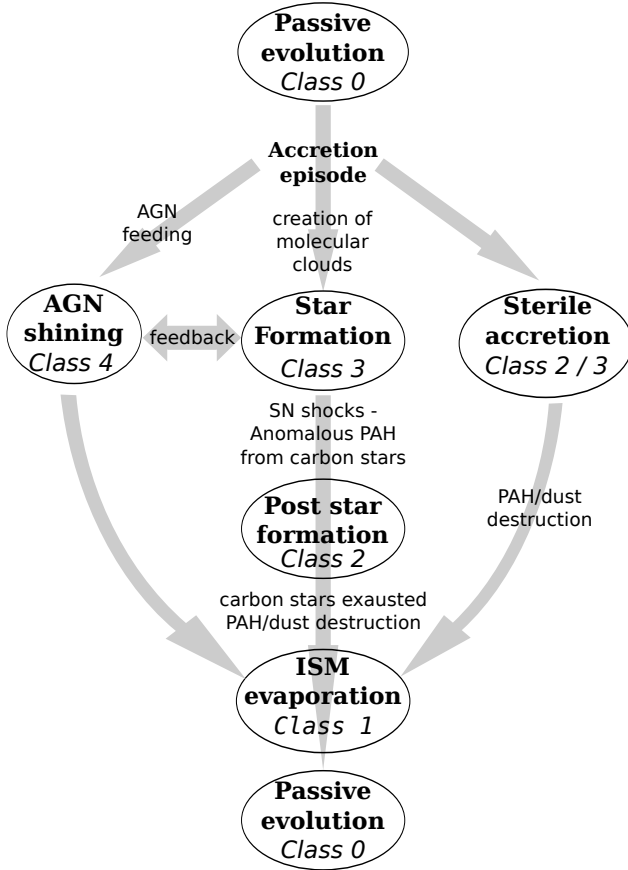 Passive
evolution
Class 0
Accretion
episode
AGN
feeding
creation of
molecular
clouds
AGN
shining
Class 4
feedback
Star
Formation
Class 3
Sterile
accretion
Class 2 / 3
SN shocks -
Anomalous PAH
from carbon stars
PAH/dust
destruction
Post star
formation
Class 2
carbon stars exausted
PAH/dust destruction
ISM
evaporation
Class 1
Passive
evolution
Class 0